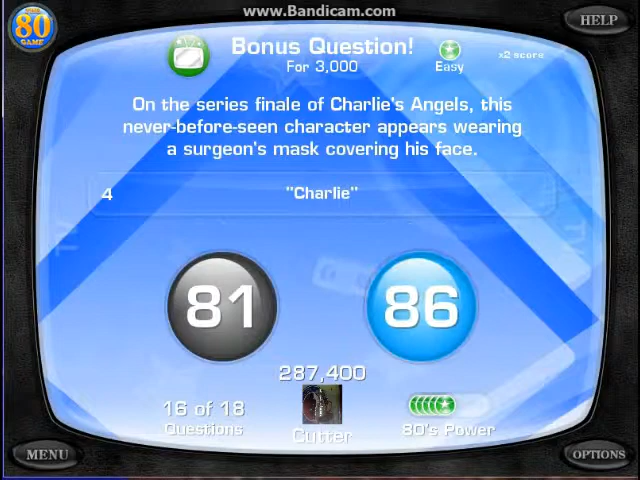 www.Bandicam.com
THE
80
GAME
HELP
Bonus Question!
For 3,000
Easy
x2 score
On the series finale of Charlie's Angels, this
never-before-seen character appears wearing
a surgeon's mask covering his face.
4
"Charlie"
81
86
287,400
16 of 18
Questions
Cutter
80's Power
MENU
OPTIONS